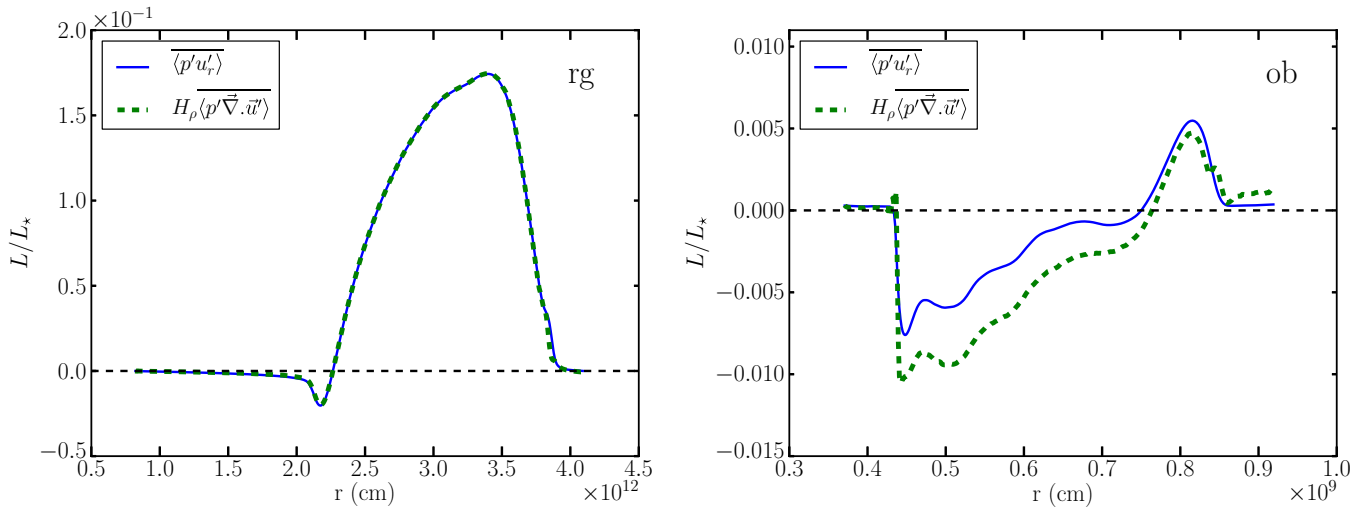 ×10⁻¹
2.0
1.5
1.0
0.5
0.0
−0.5
L/L⋆
⟨p′u′ᵣ⟩
H_ρ⟨p′∇⃗.u⃗′⟩
rg
0.5 1.0 1.5 2.0 2.5 3.0 3.5 4.0 4.5
r (cm)
×10¹²
0.010
0.005
0.000
−0.005
−0.010
−0.015
L/L⋆
⟨p′u′ᵣ⟩
H_ρ⟨p′∇⃗.u⃗′⟩
ob
0.3 0.4 0.5 0.6 0.7 0.8 0.9 1.0
r (cm)
×10⁹